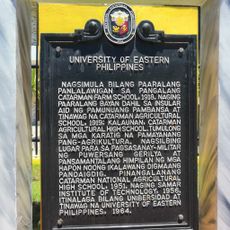 UNIVERSITY OF EASTERN
PHILIPPINES
NAGSIMULA BILANG PAARALANG
PANLALAWIGAN SA PANGALANG
CATARMAN FARM SCHOOL, 1918. NAGING
PAARALANG BAYAN DAHIL SA INSULAR
AID NG PAMUNUANG PAMBANSA AT
TINAWAG NA CATARMAN AGRICULTURAL
SCHOOL, 1919; KALAUNAN, CATARMAN
AGRICULTURAL HIGH SCHOOL. TUMULONG
SA MGA KARATIG NA PAMAYANANG
PANG-AGRIKULTURA. NAGSILBING
LUGAR PARA SA PAGSASANAY-MILITAR
NG PUWERSANG GERILYA AT
PANSAMANTALANG HIMPILAN NG MGA
HAPON NOONG IKALAWANG DIGMAANG
PANDAIGDIG. PINANGALANANG
CATARMAN NATIONAL AGRICULTURAL
HIGH SCHOOL, 1951. NAGING SAMAR
INSTITUTE OF TECHNOLOGY, 1956.
ITINALAGA BILANG UNIBERSIDAD AT
TINAWAG NA UNIVERSITY OF EASTERN
PHILIPPINES, 1964.